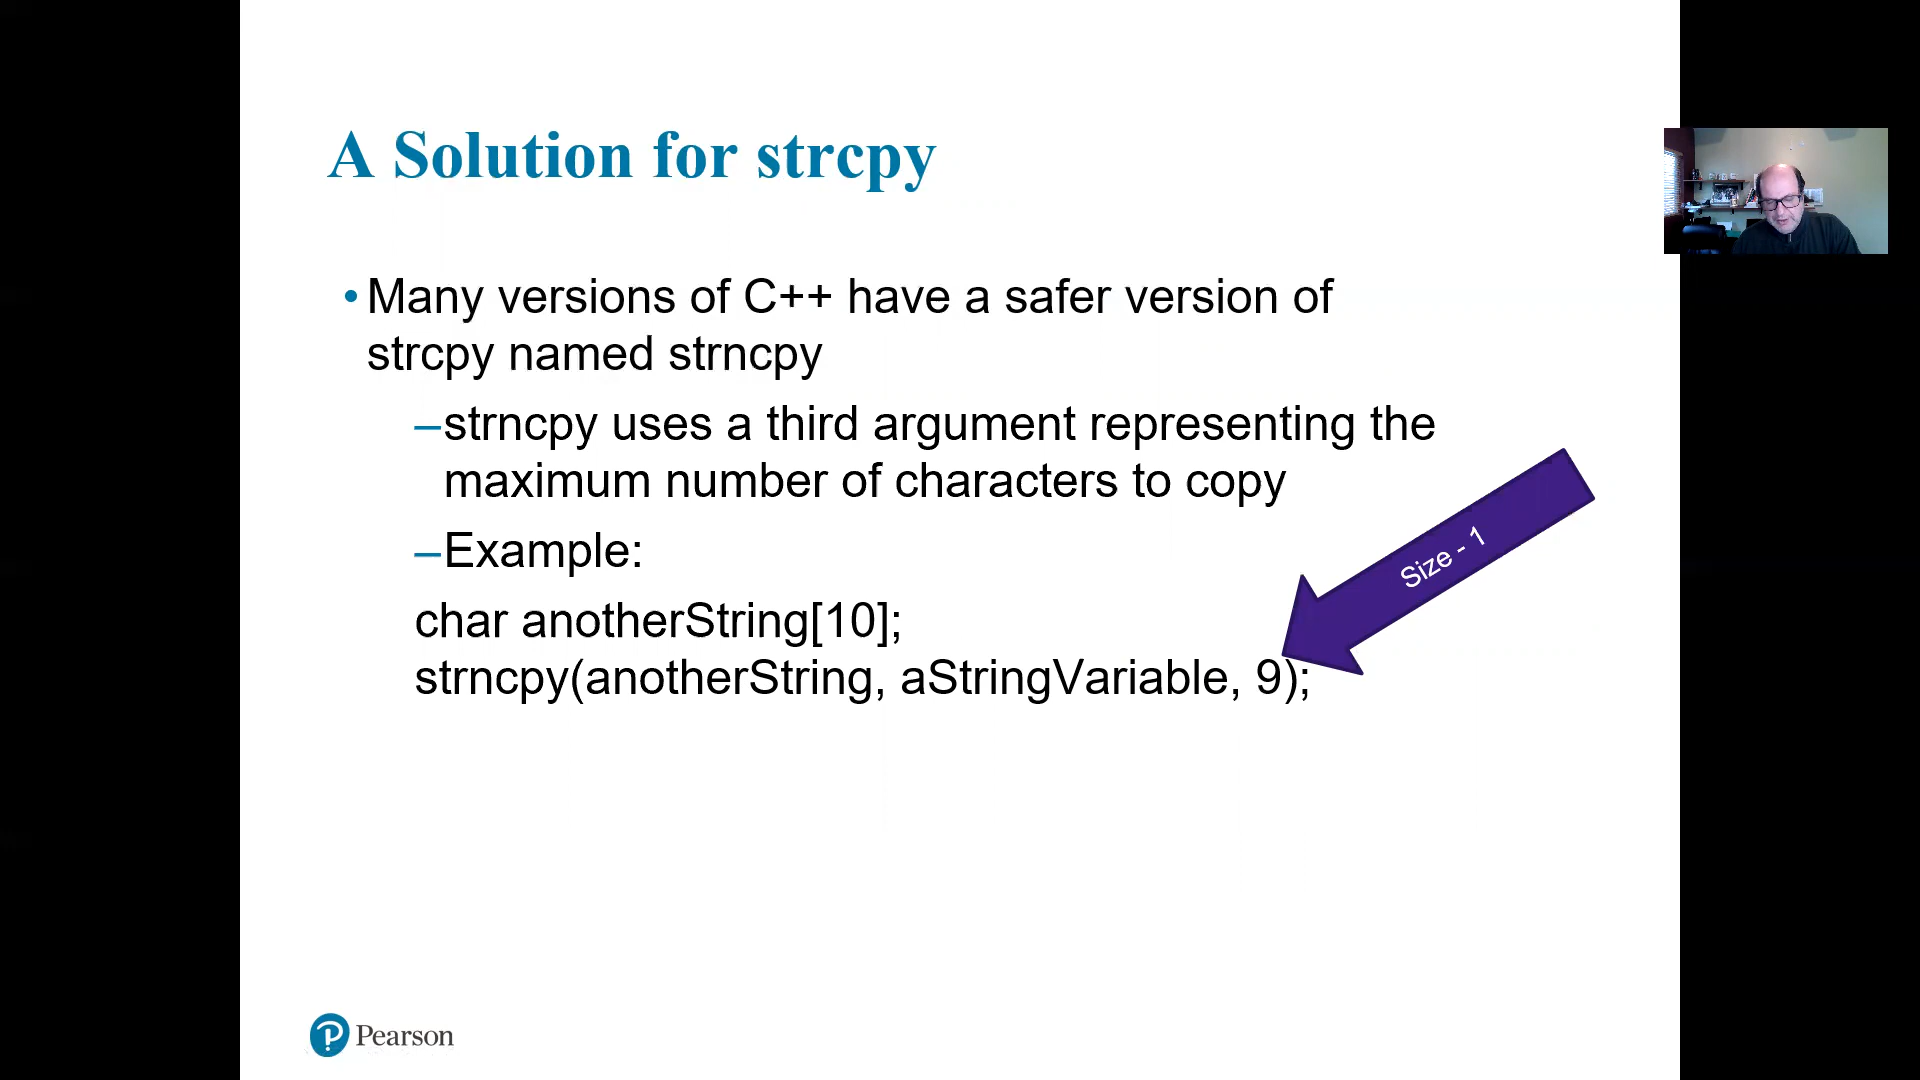 A Solution for strcpy
• Many versions of C++ have a safer version of
strcpy named strncpy
–strncpy uses a third argument representing the
maximum number of characters to copy
–Example:
char anotherString[10];
strncpy(anotherString, aStringVariable, 9);
Size - 1
Pearson